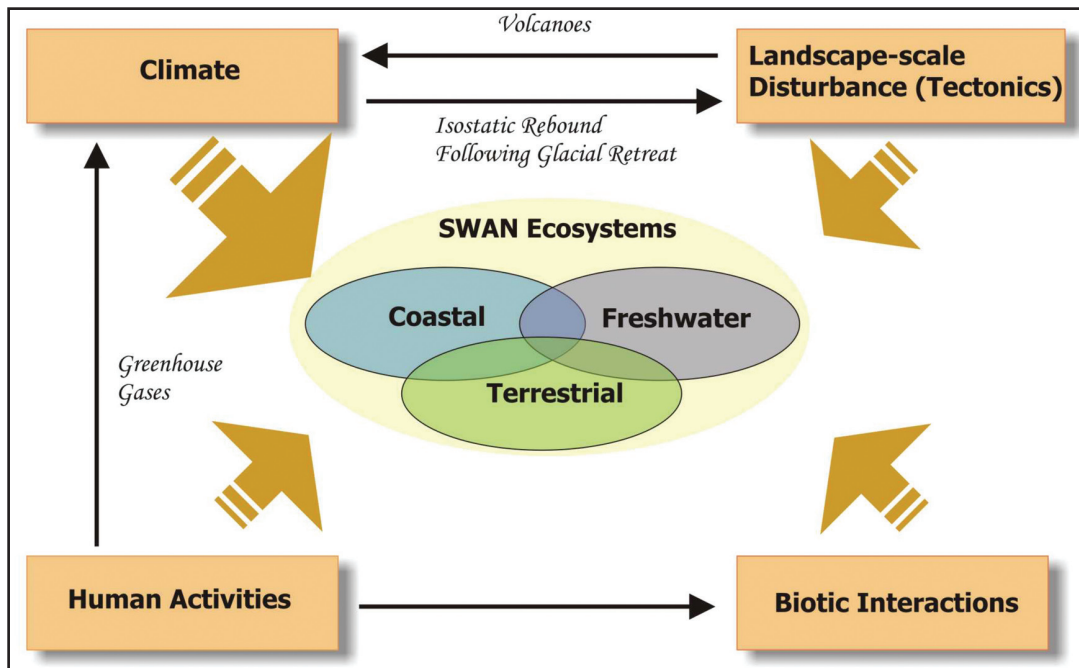 Volcanoes
Climate
Landscape-scale
Disturbance (Tectonics)
Isostatic Rebound
Following Glacial Retreat
SWAN Ecosystems
Coastal
Freshwater
Terrestrial
Greenhouse
Gases
Human Activities
Biotic Interactions